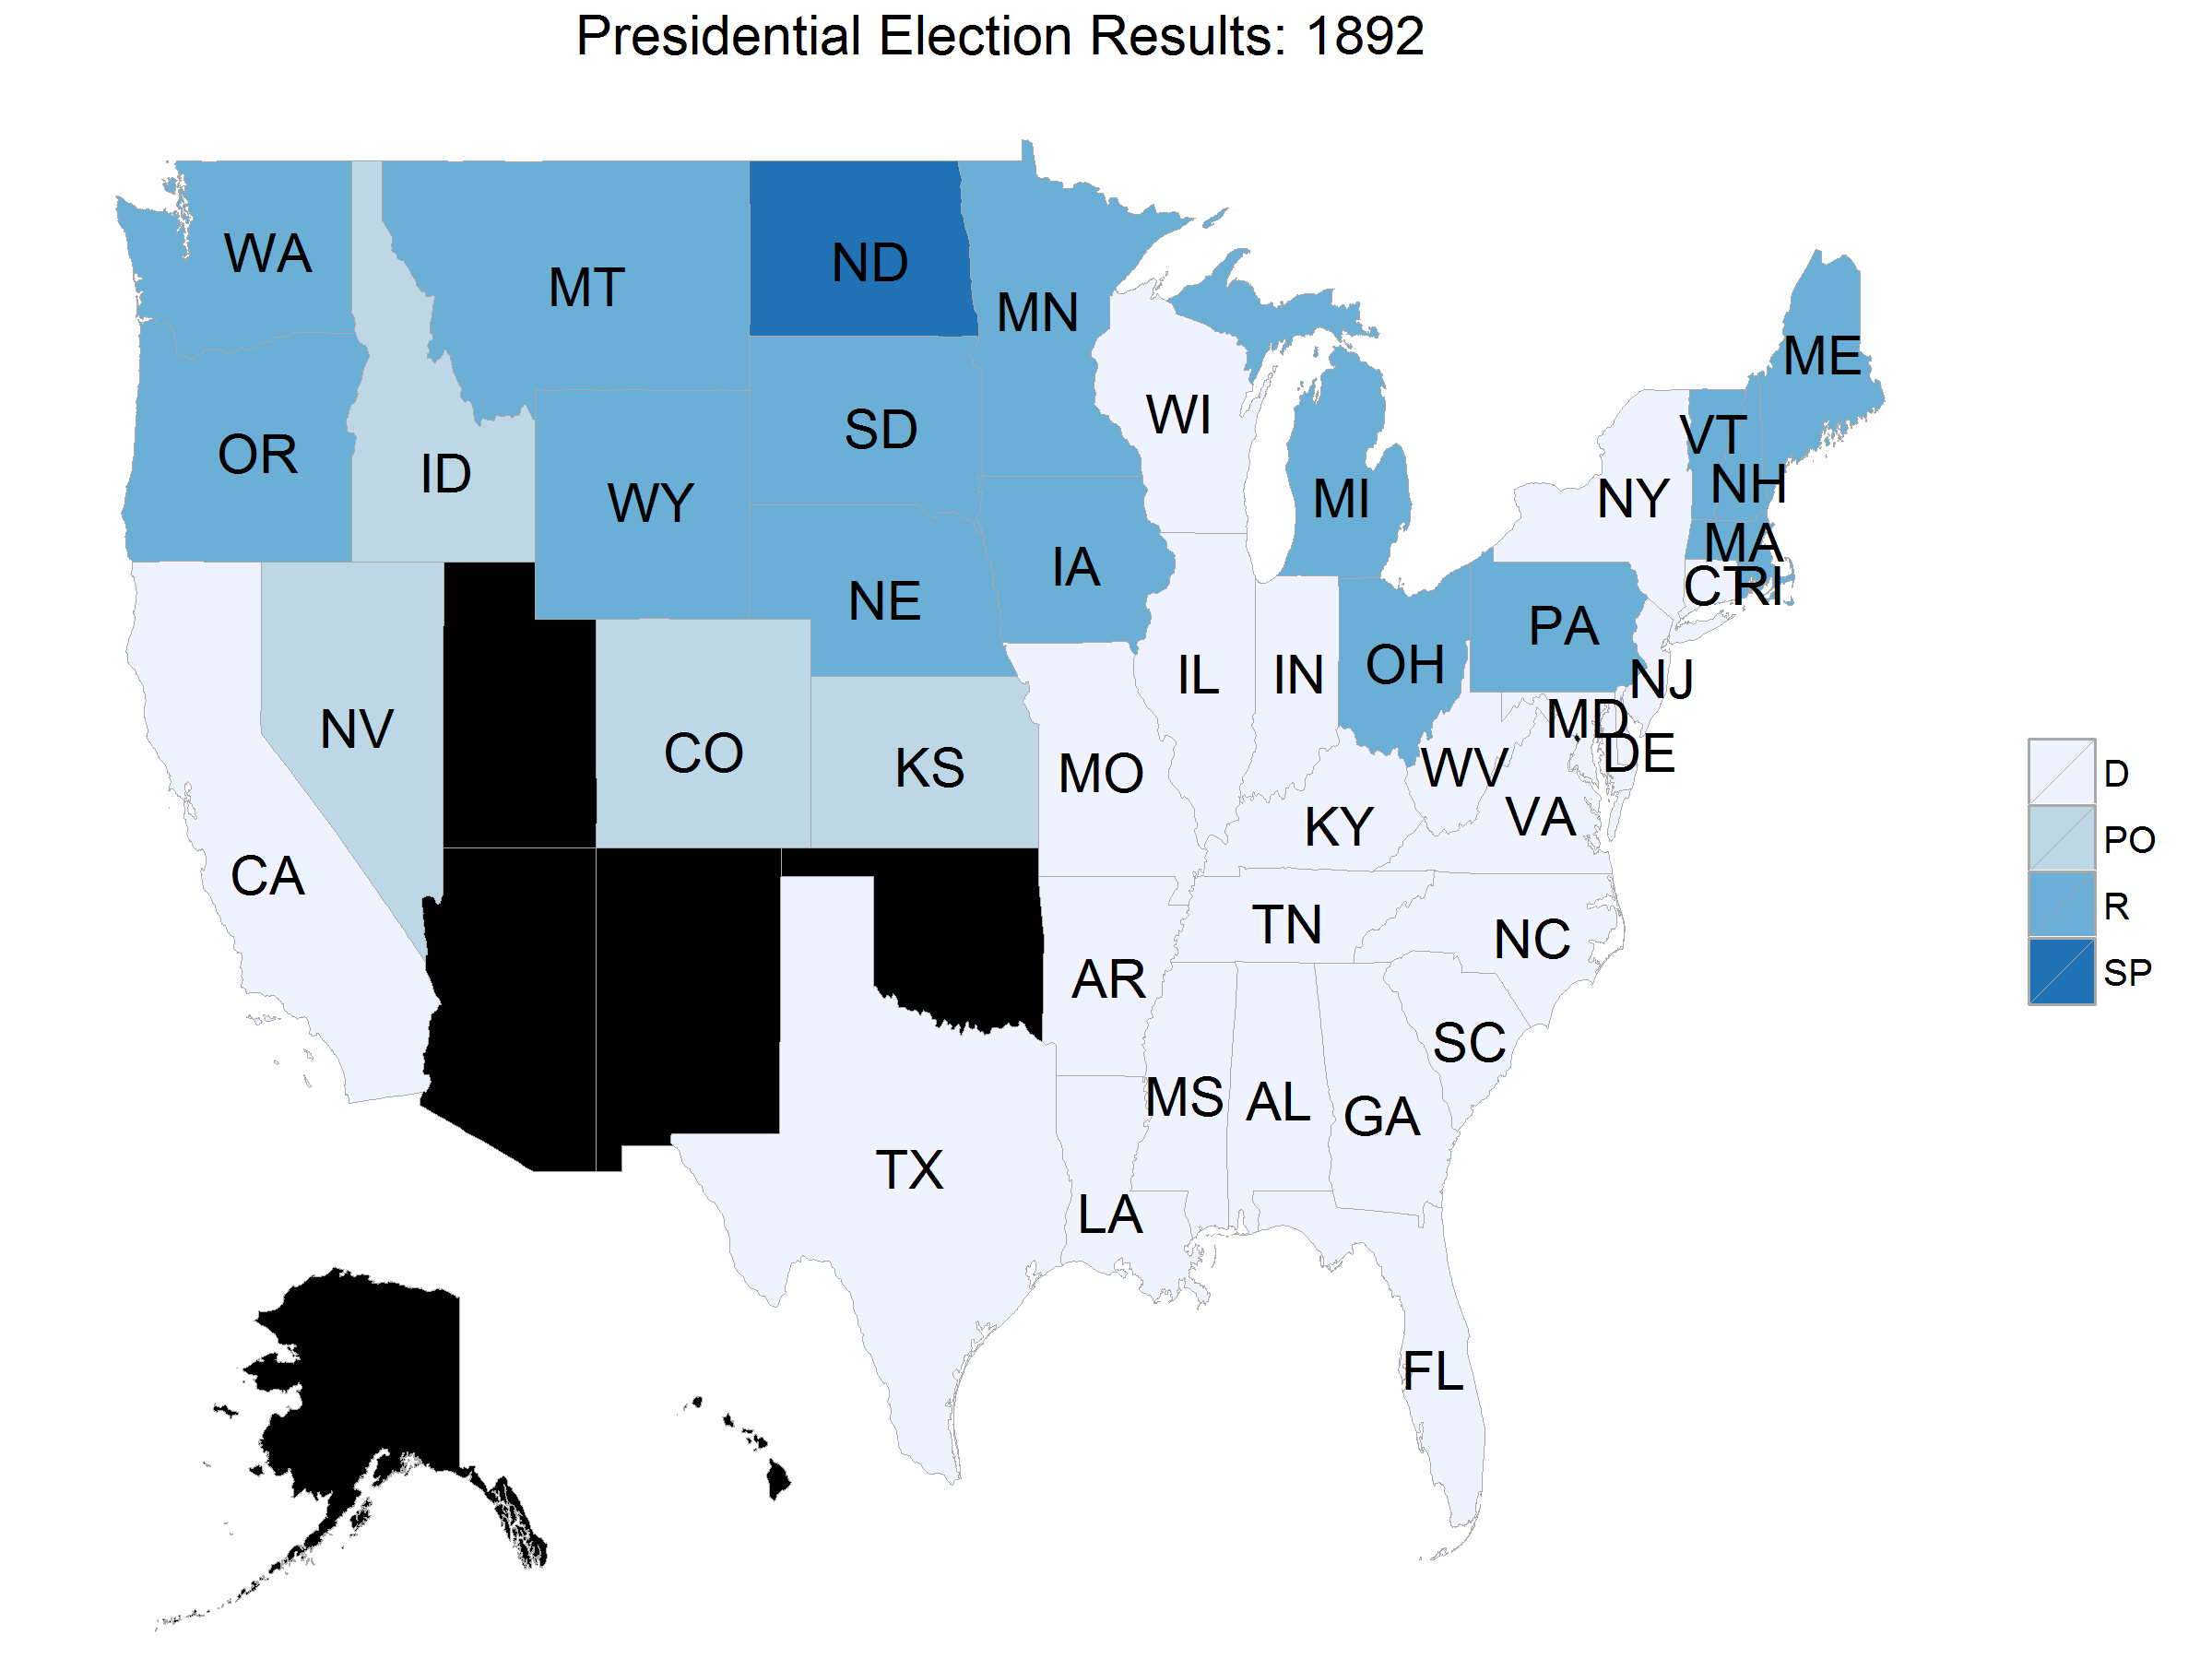 Presidential Election Results: 1892
WA
MT
ND
MN
ME
OR
ID
WY
SD
WI
MI
NY
VT
NH
MA
CT
RI
NE
IA
PA
NJ
OH
IL
IN
MD
DE
NV
CO
KS
MO
WV
VA
KY
CA
TN
NC
AR
SC
MS
AL
GA
TX
LA
FL
D
PO
R
SP